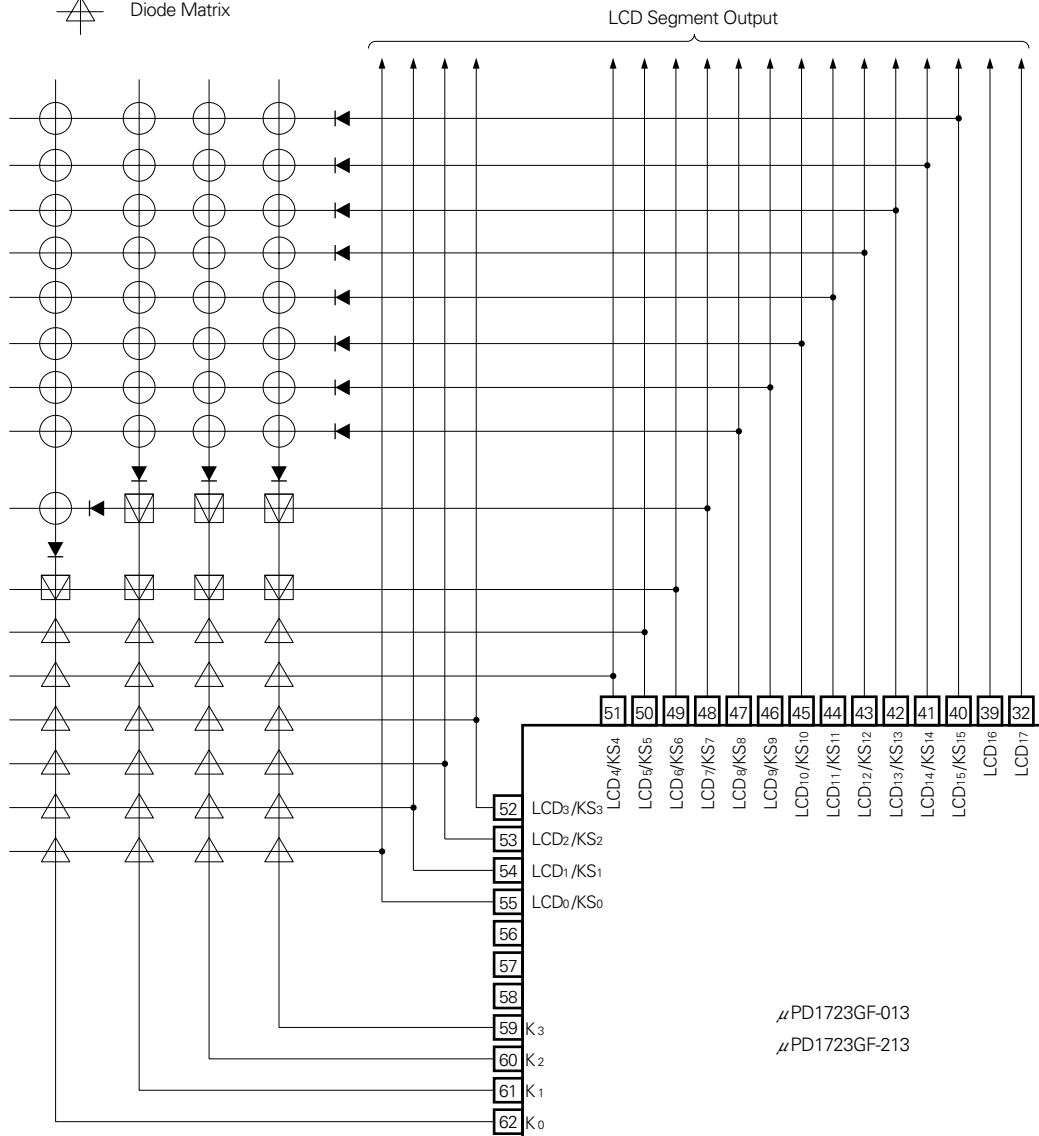 Diode Matrix
LCD Segment Output
51 50 49 48 47 46 45 44 43 42 41 40 39 32
LCD4/KS4
LCD5/KS5
LCD6/KS6
LCD7/KS7
LCD8/KS8
LCD9/KS9
LCD10/KS10
LCD11/KS11
LCD12/KS12
LCD13/KS13
LCD14/KS14
LCD15/KS15
LCD16
LCD17
52 LCD3/KS3
53 LCD2/KS2
54 LCD1/KS1
55 LCD0/KS0
56
57
58
μPD1723GF-013
59 K3
μPD1723GF-213
60 K2
61 K1
62 K0